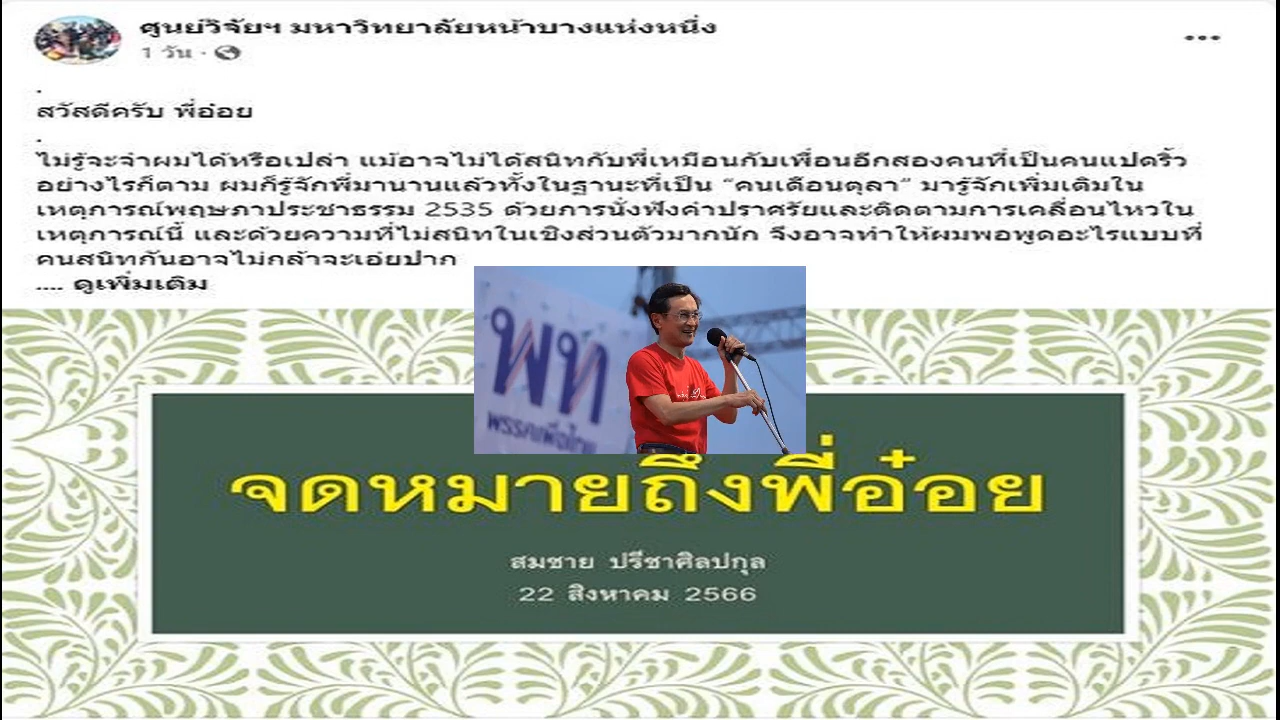 ศูนย์วิจัยฯ มหาวิทยาลัยหน้าบางแห่งหนึ่ง
1 วัน ·
.
สวัสดีครับ พี่อ๋อย
.
ไม่รู้จะจำผมได้หรือเปล่า แม้อาจไม่ได้สนิทกับพี่เหมือนกับเพื่อนอีกสองคนที่เป็นคนแปดริ้ว
อย่างไรก็ตาม ผมก็รู้จักพี่มานานแล้วทั้งในฐานะที่เป็น “คนเดือนตุลา” มารู้จักเพิ่มเติมใน
เหตุการณ์พฤษภาประชาธรรม 2535 ด้วยการนั่งฟังคำปราศรัยและติดตามการเคลื่อนไหวใน
เหตุการณ์นี้ และด้วยความที่ไม่สนิทในเชิงส่วนตัวมากนัก จึงอาจทำให้ผมพอพูดอะไรแบบที่
คนสนิทกันอาจไม่กล้าจะเอ่ยปาก
.... ดูเพิ่มเติม
พท
พรรคเพื่อไทย
จดหมายถึงพี่อ๋อย
สมชาย ปรีชาศิลปกุล
22 สิงหาคม 2566